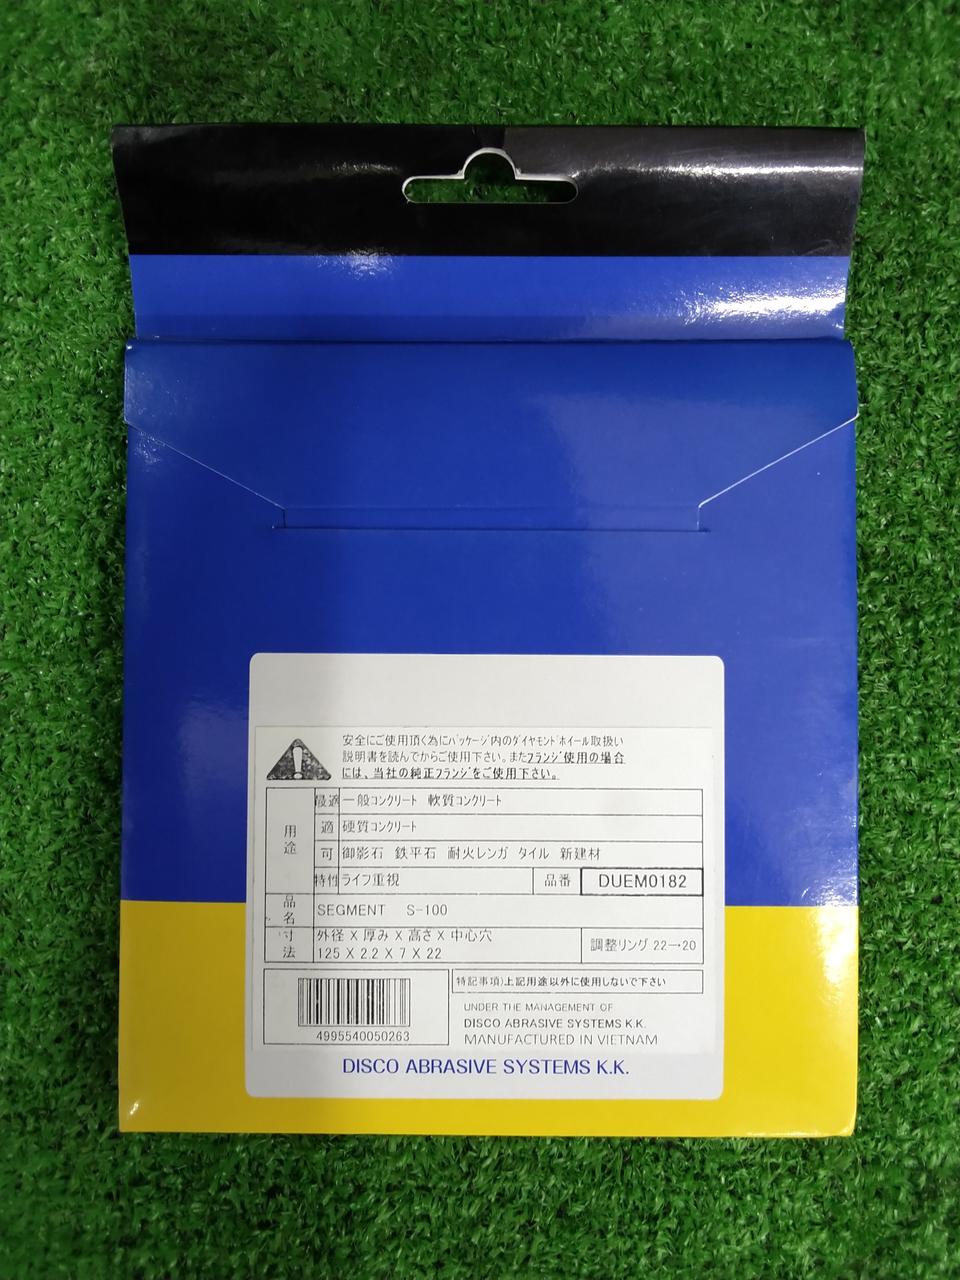 安全にご使用頂く為にパッケージ内のダイヤモンドホイール取扱い
説明書を読んでからご使用下さい。またフランジ使用の場合
には、当社の純正フランジをご使用下さい。
用途
最適 一般コンクリート 軟質コンクリート
適 硬質コンクリート
可 御影石 鉄平石 耐火レンガ タイル 新建材
特性 ライフ重視 品番 DUEM0182
品名 SEGMENT S-100
寸法 外径 X 厚み X 高さ X 中心穴
125 X 2.2 X 7 X 22
調整リング 22→20
特記事項)上記用途以外に使用しないで下さい
4995540050263
UNDER THE MANAGEMENT OF
DISCO ABRASIVE SYSTEMS K.K.
MANUFACTURED IN VIETNAM
DISCO ABRASIVE SYSTEMS K.K.